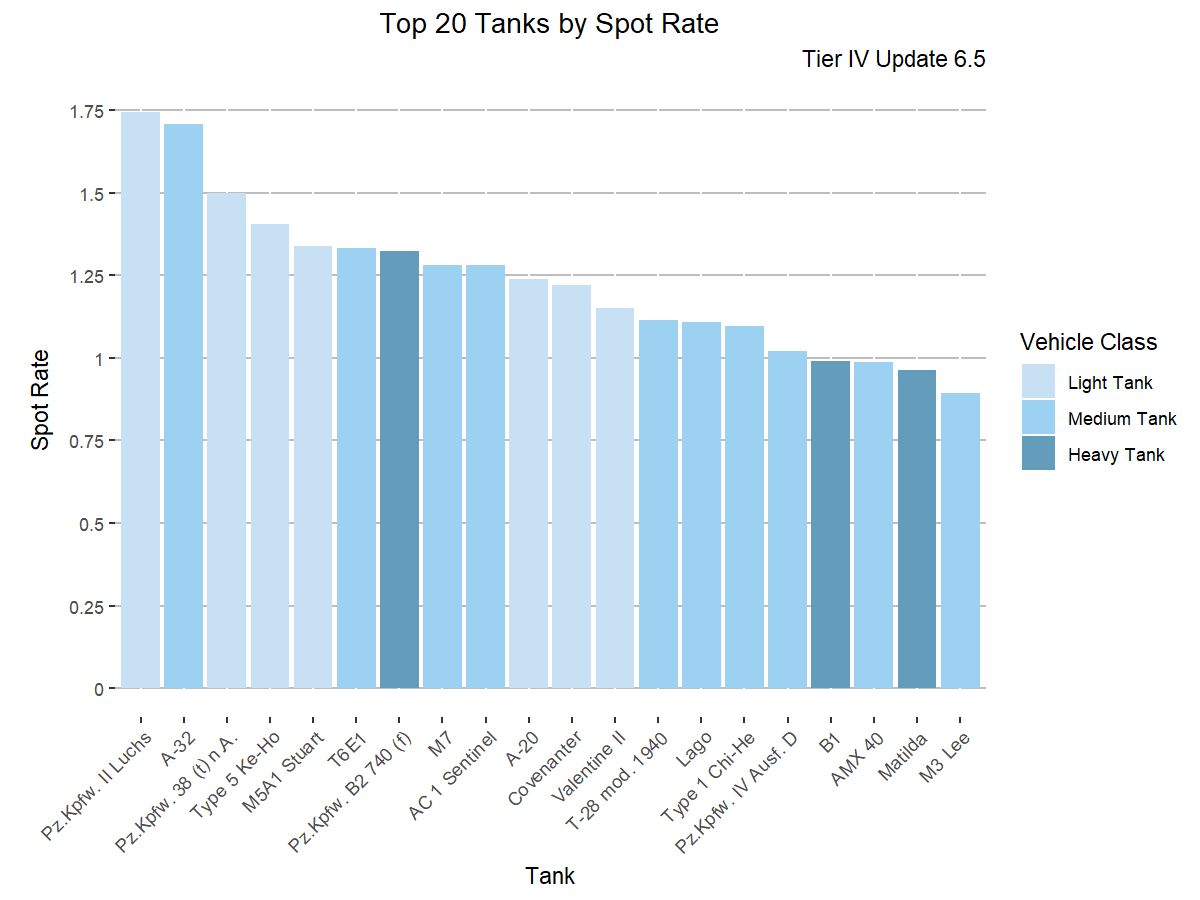 Top 20 Tanks by Spot Rate
Tier IV Update 6.5
Spot Rate
1.75
1.5
1.25
1
0.75
0.5
0.25
0
Pz.Kpfw. II Luchs
A-32
Pz.Kpfw. 38 (t) n.A.
Type 5 Ke-Ho
M5A1 Stuart
T6E1
Pz.Kpfw. B2 740 (f)
M7
AC 1 Sentinel
A-20
Covenanter
Valentine II
T-28 mod. 1940
Lago
Type 1 Chi-He
Pz.Kpfw. IV Ausf. D
B1
AMX 40
Matilda
M3 Lee
Tank
Vehicle Class
Light Tank
Medium Tank
Heavy Tank